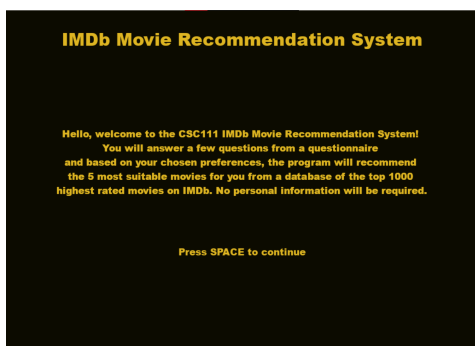 IMDb Movie Recommendation System
Hello, welcome to the CSC111 IMDb Movie Recommendation System!
You will answer a few questions from a questionnaire
and based on your chosen preferences, the program will recommend
the 5 most suitable movies for you from a database of the top 1000
highest rated movies on IMDb. No personal information will be required.
Press SPACE to continue